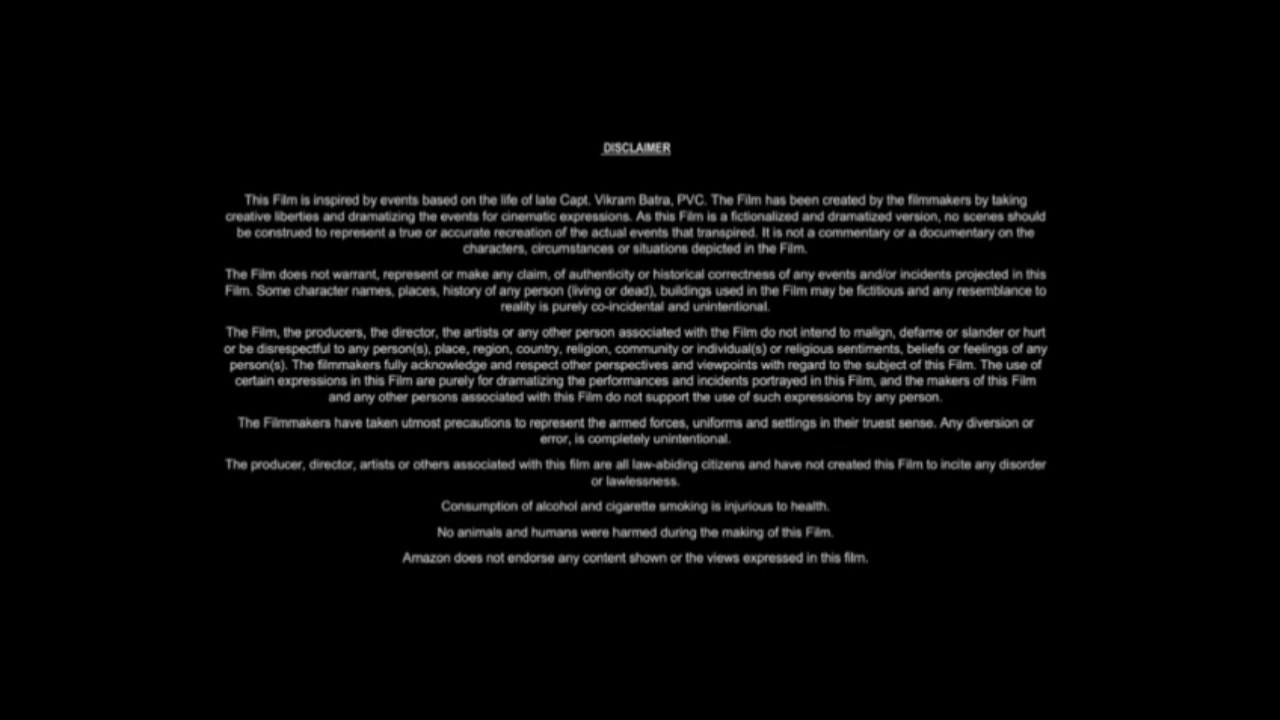 DISCLAIMER
This Film is inspired by events based on the life of late Capt. Vikram Batra, PVC. The Film has been created by the filmmakers by taking
creative liberties and dramatizing the events for cinematic expressions. As this Film is a fictionalized and dramatized version, no scenes should
be construed to represent a true or accurate recreation of the actual events that transpired. It is not a commentary or a documentary on the
characters, circumstances or situations depicted in the Film.
The Film does not warrant, represent or make any claim, of authenticity or historical correctness of any events and/or incidents projected in this
Film. Some character names, places, history of any person (living or dead), buildings used in the Film may be fictitious and any resemblance to
reality is purely co-incidental and unintentional.
The Film, the producers, the director, the artists or any other person associated with the Film do not intend to malign, defame or slander or hurt
or be disrespectful to any person(s), place, region, country, religion, community or individual(s) or religious sentiments, beliefs or feelings of any
person(s). The filmmakers fully acknowledge and respect other perspectives and viewpoints with regard to the subject of this Film. The use of
certain expressions in this Film are purely for dramatizing the performances and incidents portrayed in this Film, and the makers of this Film
and any other persons associated with this Film do not support the use of such expressions by any person.
The Filmmakers have taken utmost precautions to represent the armed forces, uniforms and settings in their truest sense. Any diversion or
error, is completely unintentional.
The producer, director, artists or others associated with this film are all law-abiding citizens and have not created this Film to incite any disorder
or lawlessness.
Consumption of alcohol and cigarette smoking is injurious to health.
No animals and humans were harmed during the making of this Film.
Amazon does not endorse any content shown or the views expressed in this film.